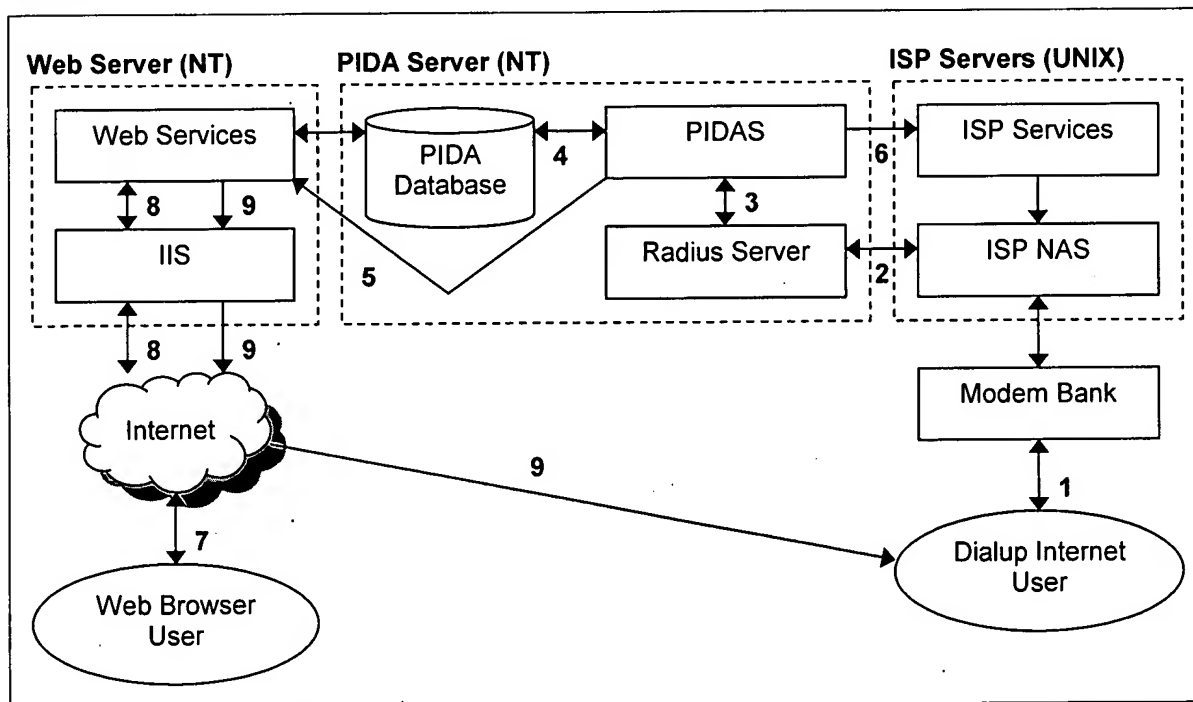 Web Server (NT)
PIDA Server (NT)
ISP Servers (UNIX)
Web Services
PIDA
Database
PIDAS
ISP Services
4
6
8
9
3
IIS
5
Radius Server
2
ISP NAS
8
9
Modem Bank
Internet
9
1
7
Dialup Internet
User
Web Browser
User